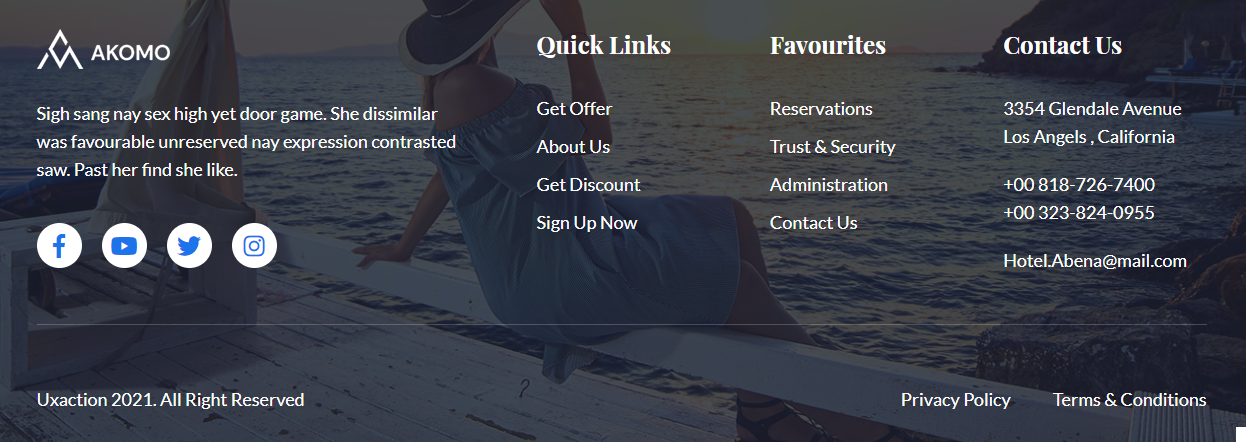 AKOMO
Sigh sang nay sex high yet door game. She dissimilar
was favourable unreserved nay expression contrasted
saw. Past her find she like.
Quick Links
Get Offer
About Us
Get Discount
Sign Up Now
Favourites
Reservations
Trust & Security
Administration
Contact Us
Contact Us
3354 Glendale Avenue
Los Angels , California
+00 818-726-7400
+00 323-824-0955
Hotel.Abena@mail.com
Uxaction 2021. All Right Reserved
Privacy Policy
Terms & Conditions